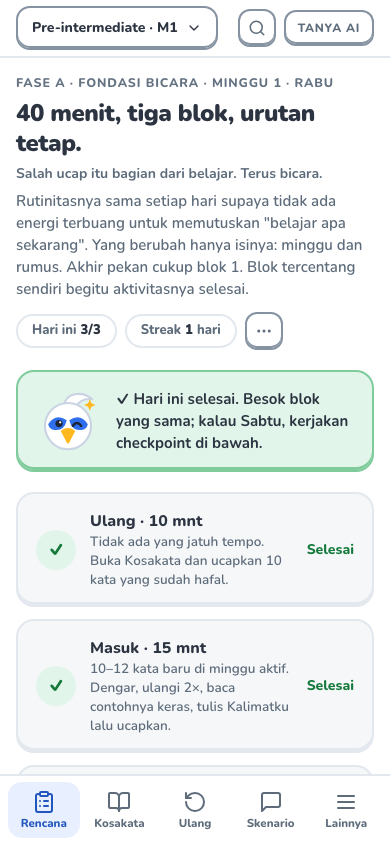 Pre-intermediate · M1
TANYA AI
FASE A · FONDASI BICARA · MINGGU 1 · RABU
40 menit, tiga blok, urutan
tetap.
Salah ucap itu bagian dari belajar. Terus bicara.
Rutinitasnya sama setiap hari supaya tidak ada
energi terbuang untuk memutuskan "belajar apa
sekarang". Yang berubah hanya isinya: minggu dan
rumus. Akhir pekan cukup blok 1. Blok tercentang
sendiri begitu aktivitasnya selesai.
Hari ini 3/3
Streak 1 hari
✓ Hari ini selesai. Besok blok
yang sama; kalau Sabtu, kerjakan
checkpoint di bawah.
Ulang · 10 mnt
Tidak ada yang jatuh tempo.
Buka Kosakata dan ucapkan 10
kata yang sudah hafal.
Selesai
Masuk · 15 mnt
10–12 kata baru di minggu aktif.
Dengar, ulangi 2×, baca
contohnya keras, tulis Kalimatku
lalu ucapkan.
Selesai
Rencana
Kosakata
Ulang
Skenario
Lainnya